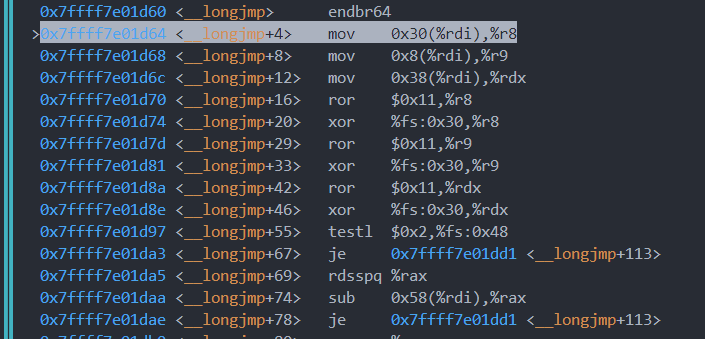 0x7ffff7e01d60 <__longjmp> endbr64
>0x7ffff7e01d64 <__longjmp+4> mov 0x30(%rdi),%r8
0x7ffff7e01d68 <__longjmp+8> mov 0x8(%rdi),%r9
0x7ffff7e01d6c <__longjmp+12> mov 0x38(%rdi),%rdx
0x7ffff7e01d70 <__longjmp+16> ror $0x11,%r8
0x7ffff7e01d74 <__longjmp+20> xor %fs:0x30,%r8
0x7ffff7e01d7d <__longjmp+29> ror $0x11,%r9
0x7ffff7e01d81 <__longjmp+33> xor %fs:0x30,%r9
0x7ffff7e01d8a <__longjmp+42> ror $0x11,%rdx
0x7ffff7e01d8e <__longjmp+46> xor %fs:0x30,%rdx
0x7ffff7e01d97 <__longjmp+55> testl $0x2,%fs:0x48
0x7ffff7e01da3 <__longjmp+67> je 0x7ffff7e01dd1 <__longjmp+113>
0x7ffff7e01da5 <__longjmp+69> rdsspq %rax
0x7ffff7e01daa <__longjmp+74> sub 0x58(%rdi),%rax
0x7ffff7e01dae <__longjmp+78> je 0x7ffff7e01dd1 <__longjmp+113>